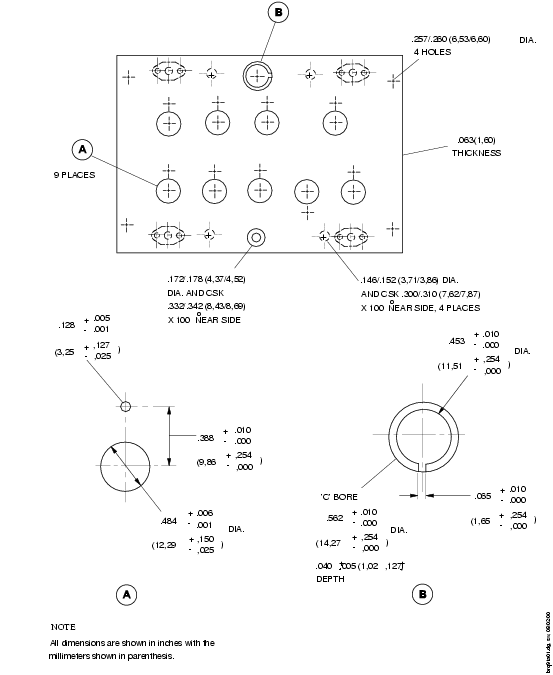 B
.257/.260 (6,53/6,60) DIA.
4 HOLES
.063(1,60)
THICKNESS
A
9 PLACES
.172/.178 (4,37/4,52)
DIA. AND CSK
.332/.342 (8,43/8,69)
X 100 o NEAR SIDE
.146/.152 (3,71/3,86) DIA.
AND CSK .300/.310 (7,62/7,87)
X 100 o NEAR SIDE, 4 PLACES
.128 + .005
- .001
(3,25 + ,127 )
- ,025
.388 + .010
- .000
(9,86 + ,254 )
- ,000
.484 + .006
- .001
DIA.
(12,29 + ,150 )
- ,025
A
.453 + .010
- .000
DIA.
(11,51 + ,254 )
- ,000
'C' BORE
.562 + .010
- .000
DIA.
(14,27 + ,254 )
- ,000
.040 .005 (1,02 ,127)
DEPTH
.065 + .010
- .000
(1,65 + ,254 )
- ,000
B
NOTE
All dimensions are shown in inches with the
millimeters shown in parenthesis.